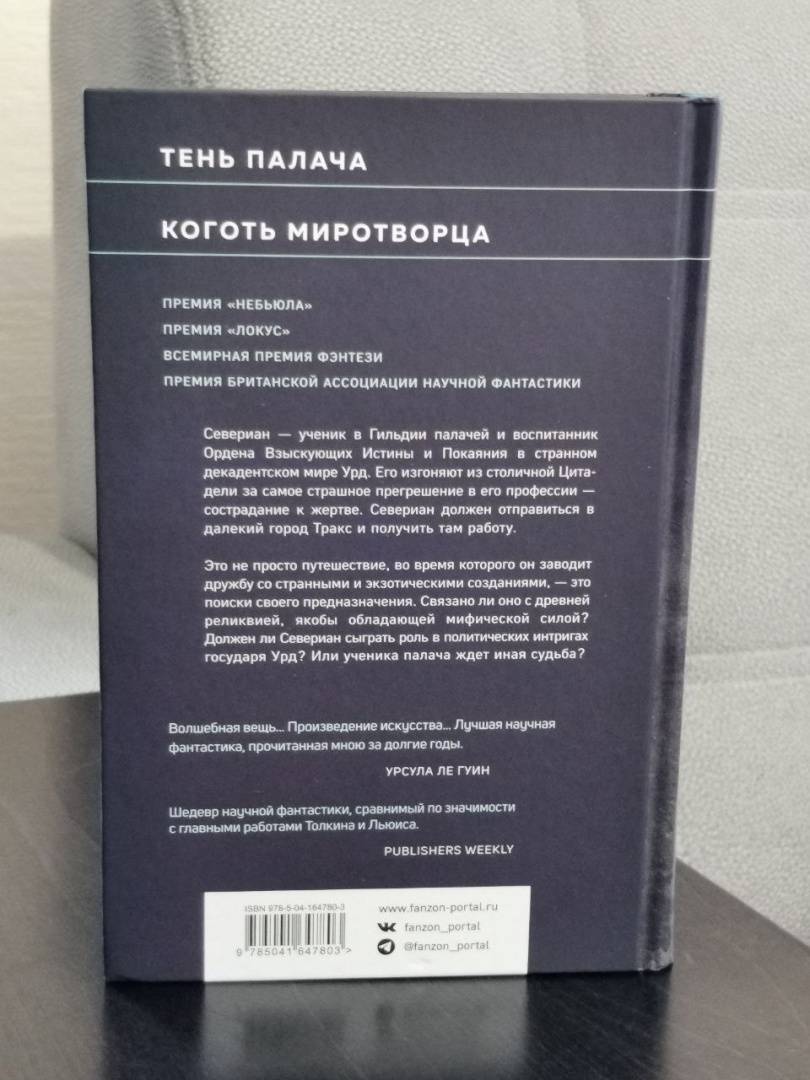 ТЕНЬ ПАЛАЧА
КОГОТЬ МИРОТВОРЦА
ПРЕМИЯ «НЕБЬЮЛА»
ПРЕМИЯ «ЛОКУС»
ВСЕМИРНАЯ ПРЕМИЯ ФЭНТЕЗИ
ПРЕМИЯ БРИТАНСКОЙ АССОЦИАЦИИ НАУЧНОЙ ФАНТАСТИКИ
Севериан — ученик в Гильдии палачей и воспитанник
Ордена Взыскующих Истины и Покаяния в странном
декадентском мире Урд. Его изгоняют из столичной Цита-
дели за самое страшное прегрешение в его профессии —
сострадание к жертве. Севериан должен отправиться в
далекий город Тракс и получить там работу.
Это не просто путешествие, во время которого он заводит
дружбу со странными и экзотическими созданиями, — это
поиски своего предназначения. Связано ли оно с древней
реликвией, якобы обладающей мифической силой?
Должен ли Севериан сыграть роль в политических интригах
государя Урд? Или ученика палача ждет иная судьба?
Волшебная вещь... Произведение искусства... Лучшая научная
фантастика, прочитанная мною за долгие годы.
УРСУЛА ЛЕ ГУИН
Шедевр научной фантастики, сравнимый по значимости
с главными работами Толкина и Льюиса.
PUBLISHERS WEEKLY
ISBN 978-5-04-164780-3
9 785041 647803 >
www.fanzon-portal.ru
fanzon_portal
@fanzon_portal